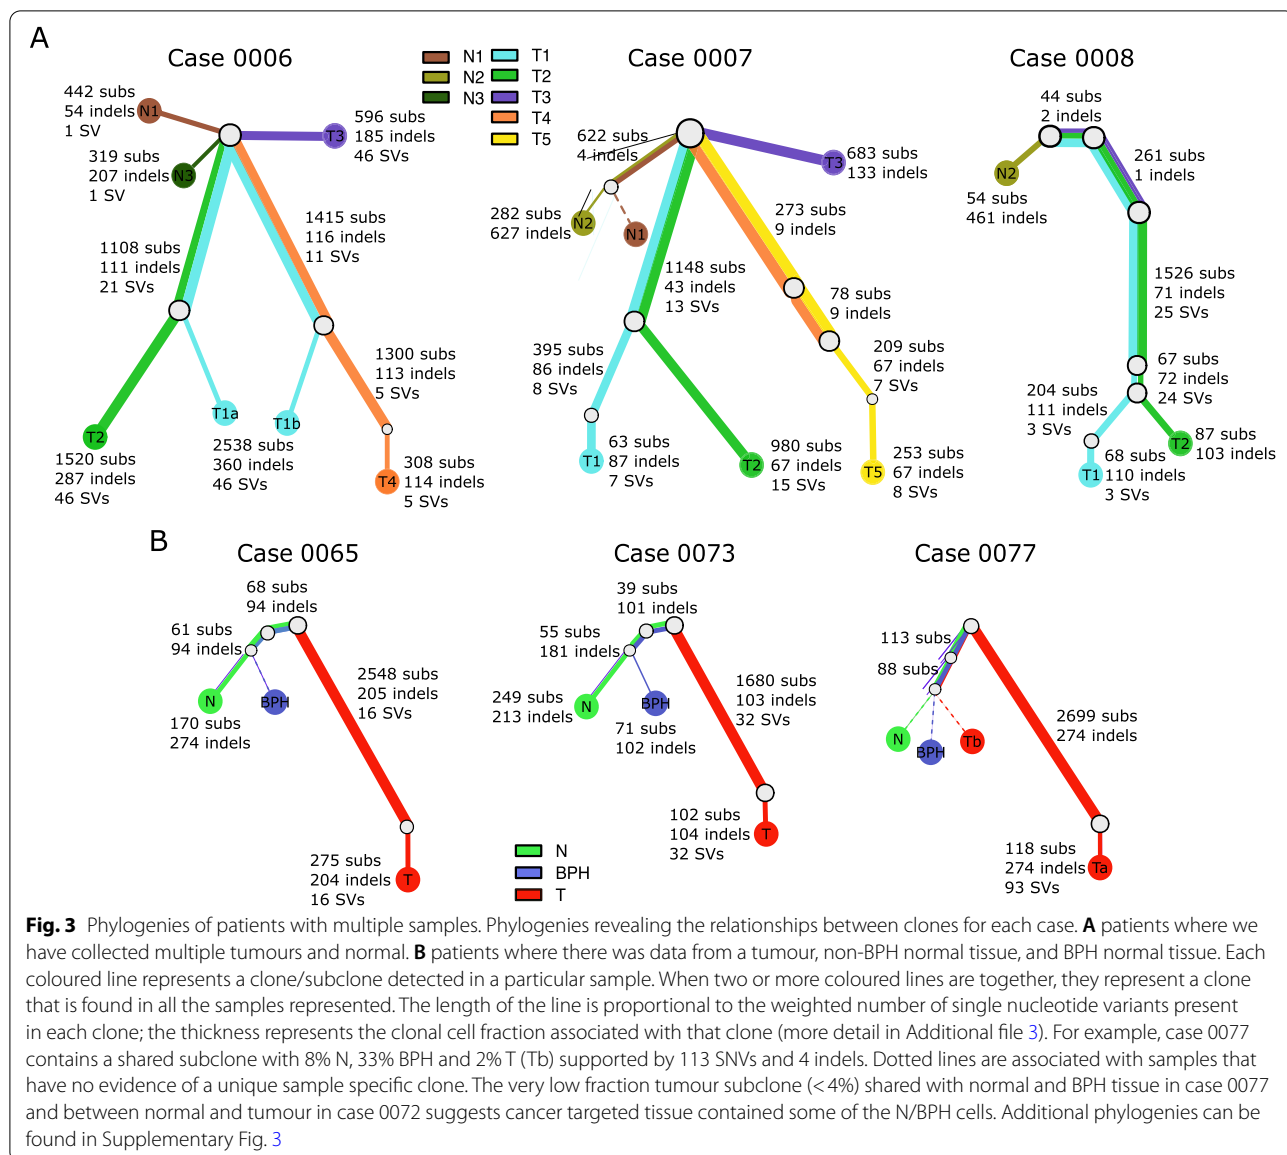 A
Case 0006
N1
N2
N3
T1
T2
T3
T4
T5
Case 0007
Case 0008
442 subs
54 indels
1 SV
N1
319 subs
207 indels
1 SV
N3
T3
596 subs
185 indels
46 SVs
1415 subs
116 indels
11 SVs
1108 subs
111 indels
21 SVs
1300 subs
113 indels
5 SVs
T1a
T1b
T2
1520 subs
287 indels
46 SVs
2538 subs
360 indels
46 SVs
T4
308 subs
114 indels
5 SVs
622 subs
4 indels
T3
683 subs
133 indels
282 subs
627 indels
N2
N1
273 subs
9 indels
1148 subs
43 indels
13 SVs
78 subs
9 indels
395 subs
86 indels
8 SVs
209 subs
67 indels
7 SVs
T1
63 subs
87 indels
7 SVs
T2
980 subs
67 indels
15 SVs
T5
253 subs
67 indels
8 SVs
44 subs
2 indels
N2
54 subs
461 indels
261 subs
1 indels
1526 subs
71 indels
25 SVs
67 subs
72 indels
24 SVs
204 subs
111 indels
3 SVs
T2
87 subs
103 indels
T1
68 subs
110 indels
3 SVs
B
Case 0065
Case 0073
Case 0077
68 subs
94 indels
61 subs
94 indels
N
BPH
170 subs
274 indels
2548 subs
205 indels
16 SVs
275 subs
204 indels
16 SVs
T
39 subs
101 indels
55 subs
181 indels
249 subs
213 indels
N
BPH
71 subs
102 indels
1680 subs
103 indels
32 SVs
102 subs
104 indels
32 SVs
T
N
BPH
T
113 subs
88 subs
N
BPH
Tb
2699 subs
274 indels
118 subs
274 indels
93 SVs
Ta
Fig. 3 Phylogenies of patients with multiple samples. Phylogenies revealing the relationships between clones for each case. A patients where we
have collected multiple tumours and normal. B patients where there was data from a tumour, non-BPH normal tissue, and BPH normal tissue. Each
coloured line represents a clone/subclone detected in a particular sample. When two or more coloured lines are together, they represent a clone
that is found in all the samples represented. The length of the line is proportional to the weighted number of single nucleotide variants present
in each clone; the thickness represents the clonal cell fraction associated with that clone (more detail in Additional file 3). For example, case 0077
contains a shared subclone with 8% N, 33% BPH and 2% T (Tb) supported by 113 SNVs and 4 indels. Dotted lines are associated with samples that
have no evidence of a unique sample specific clone. The very low fraction tumour subclone (< 4%) shared with normal and BPH tissue in case 0077
and between normal and tumour in case 0072 suggests cancer targeted tissue contained some of the N/BPH cells. Additional phylogenies can be
found in Supplementary Fig. 3